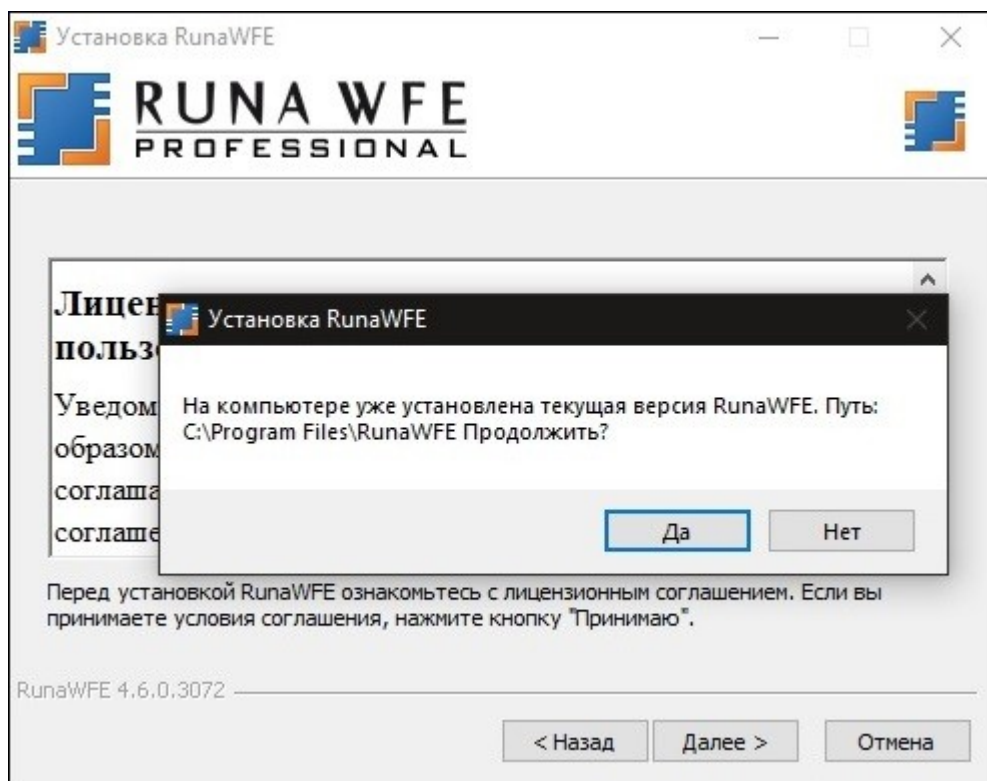 Установка RunaWFE
RUNA WFE
PROFESSIONAL
Установка RunaWFE
На компьютере уже установлена текущая версия RunaWFE. Путь:
C:\Program Files\RunaWFE Продолжить?
Да Нет
Перед установкой RunaWFE ознакомьтесь с лицензионным соглашением. Если вы
принимаете условия соглашения, нажмите кнопку "Принимаю".
RunaWFE 4.6.0.3072
< Назад Далее > Отмена